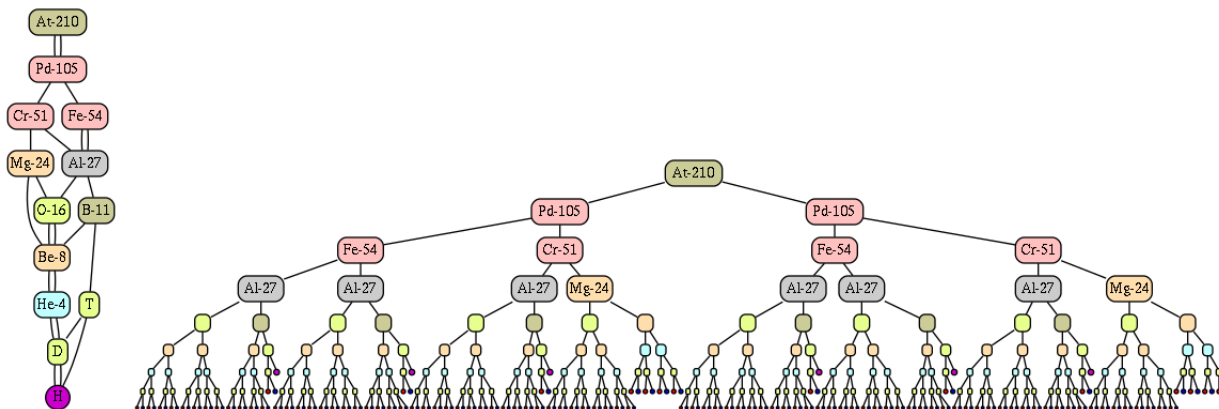 At-210
Pd-105
Cr-51 Fe-54
Mg-24 Al-27
O-16 B-11
Be-8
He-4 T
D
H
At-210
Pd-105 Pd-105
Fe-54 Cr-51 Fe-54 Cr-51
Al-27 Al-27 Al-27 Mg-24 Al-27 Al-27 Al-27 Mg-24